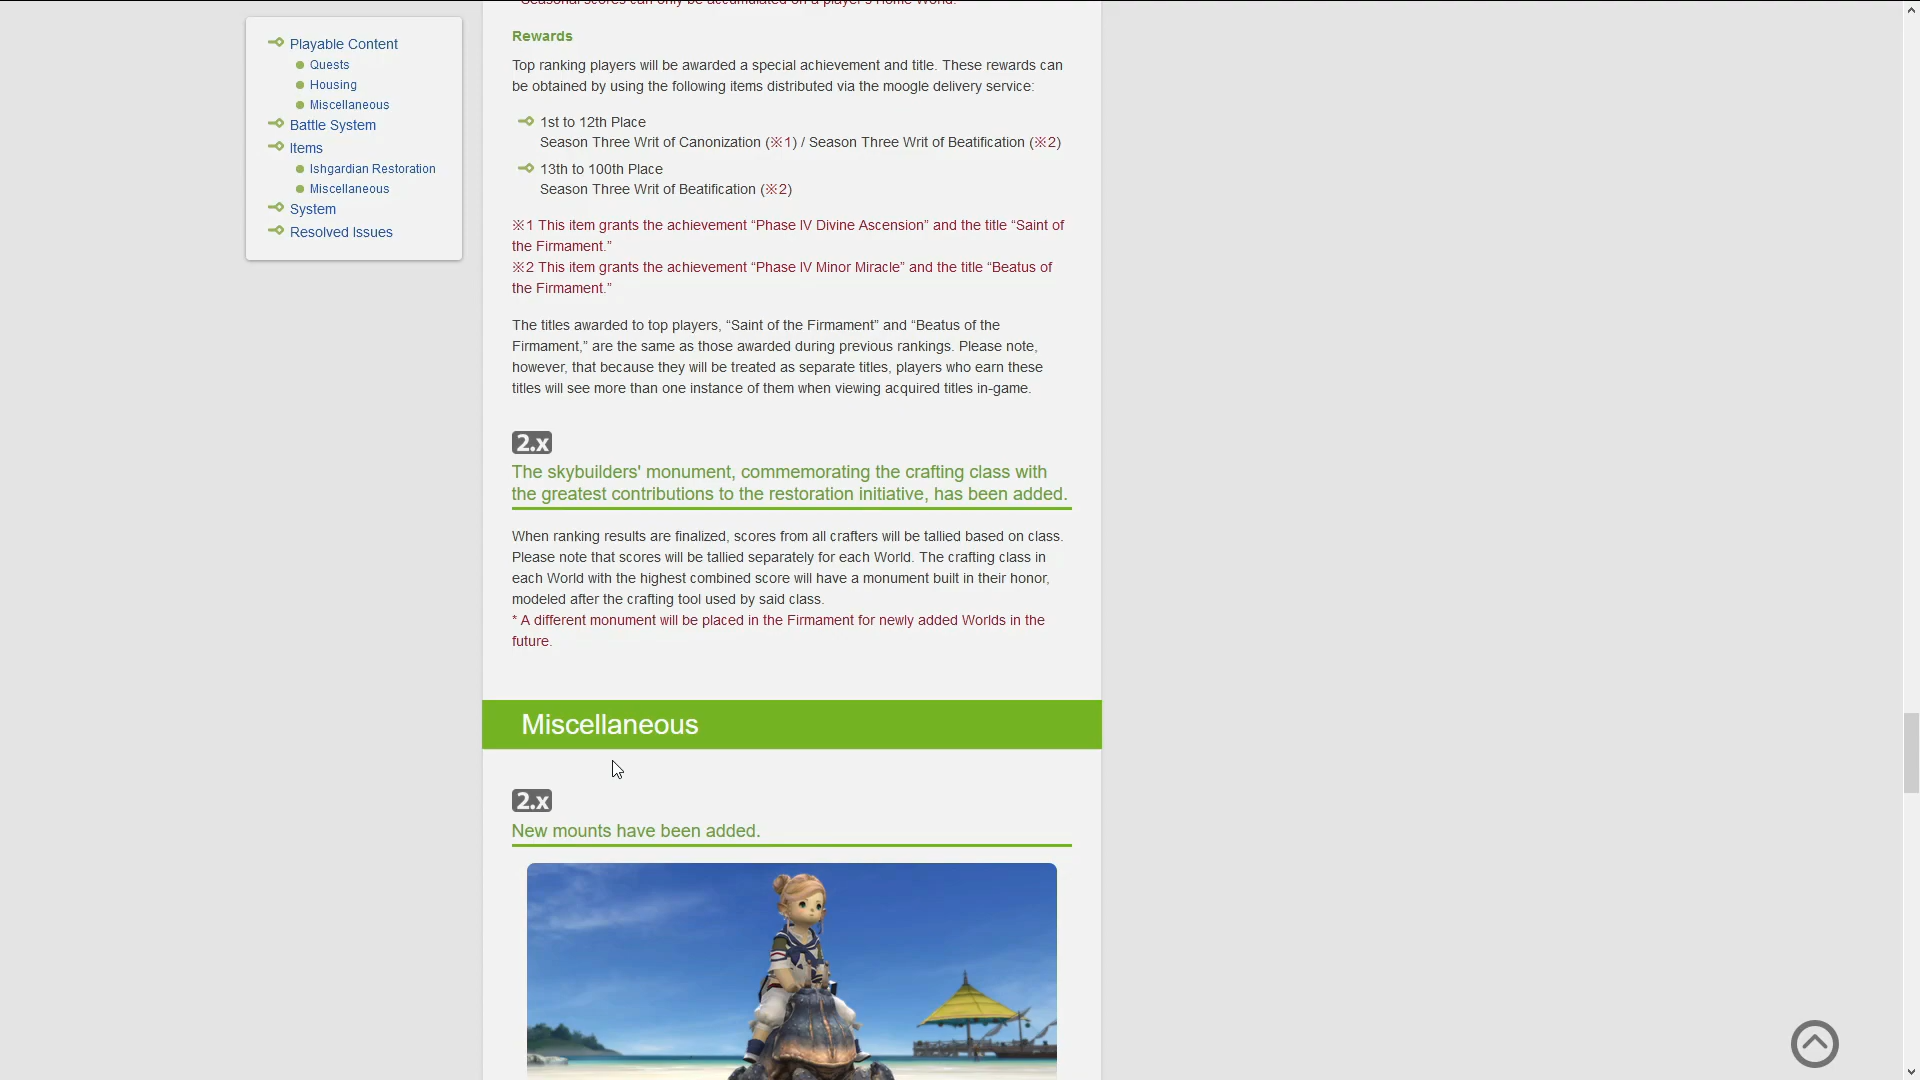 Playable Content
Quests
Housing
Miscellaneous
Battle System
Items
Ishgardian Restoration
Miscellaneous
System
Resolved Issues
Seasonal scores can only be accumulated on a player's Home World.
Rewards
Top ranking players will be awarded a special achievement and title. These rewards can
be obtained by using the following items distributed via the moogle delivery service:
1st to 12th Place
Season Three Writ of Canonization (※1) / Season Three Writ of Beatification (※2)
13th to 100th Place
Season Three Writ of Beatification (※2)
※1 This item grants the achievement “Phase IV Divine Ascension” and the title “Saint of
the Firmament.”
※2 This item grants the achievement “Phase IV Minor Miracle” and the title “Beatus of
the Firmament.”
The titles awarded to top players, “Saint of the Firmament” and “Beatus of the
Firmament,” are the same as those awarded during previous rankings. Please note,
however, that because they will be treated as separate titles, players who earn these
titles will see more than one instance of them when viewing acquired titles in-game.
2.x
The skybuilders' monument, commemorating the crafting class with
the greatest contributions to the restoration initiative, has been added.
When ranking results are finalized, scores from all crafters will be tallied based on class.
Please note that scores will be tallied separately for each World. The crafting class in
each World with the highest combined score will have a monument built in their honor,
modeled after the crafting tool used by said class.
* A different monument will be placed in the Firmament for newly added Worlds in the
future.
Miscellaneous
2.x
New mounts have been added.